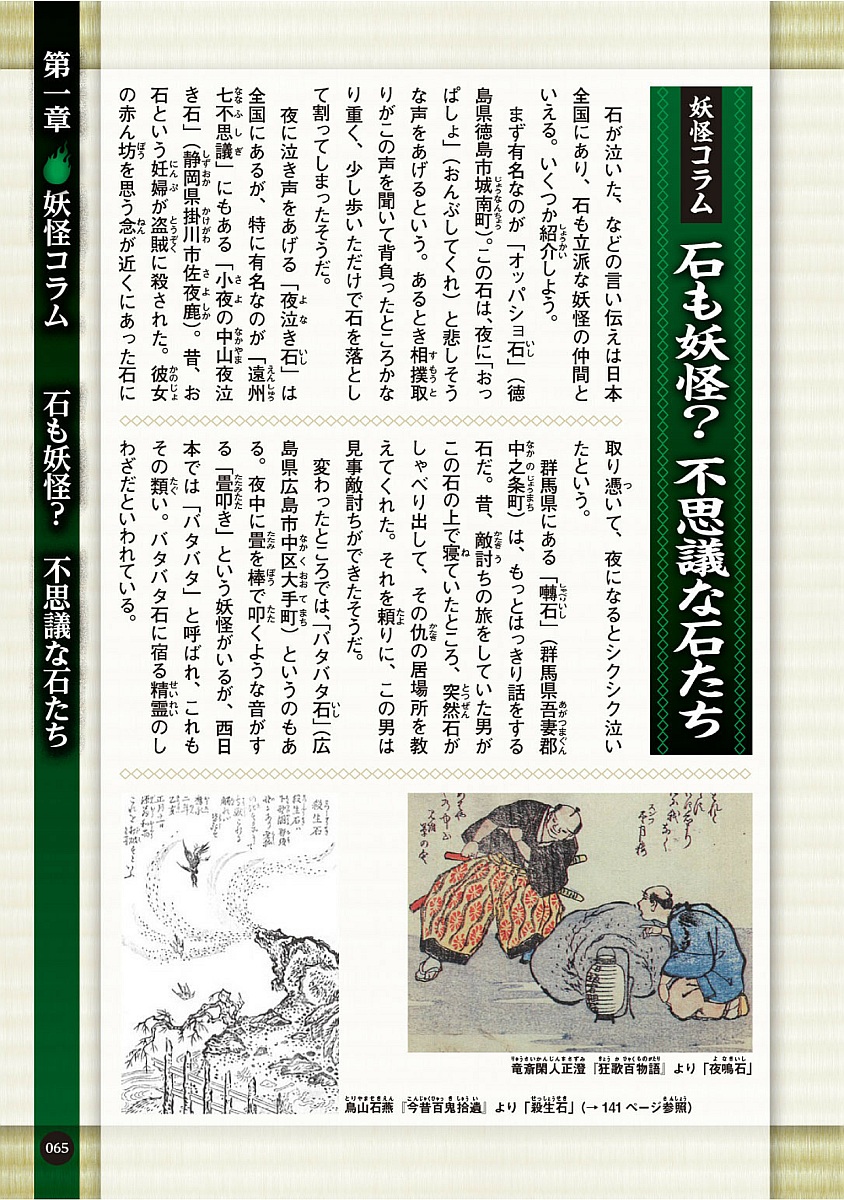 妖怪コラム
石も妖怪? 不思議な石たち
石が泣いた、などの言い伝えは日本
全国にあり、石も立派な妖怪の仲間と
いえる。いくつか紹介しよう。
まず有名なのが「オッパショ石」(徳
島県徳島市城南町)。この石は、夜に「おっ
ぱしょ」(おんぶしてくれ)と悲しそう
な声をあげるという。あるとき相撲取
りがこの声を聞いて背負ったところかな
り重く、少し歩いただけで石を落とし
て割ってしまったそうだ。
夜に泣き声をあげる「夜泣き石」は
全国にあるが、特に有名なのが「遠州
七不思議」にもある「小夜の中山夜泣
き石」(静岡県掛川市佐夜鹿)。昔、お
石という妊婦が盗賊に殺された。彼女
の赤ん坊を思う念が近くにあった石に
取り憑いて、夜になるとシクシク泣い
たという。
群馬県にある「囀石」(群馬県吾妻郡
中之条町)は、もっとはっきり話をする
石だ。昔、敵討ちの旅をしていた男が
この石の上で寝ていたところ、突然石が
しゃべり出して、その仇の居場所を教
えてくれた。それを頼りに、この男は
見事敵討ちができたそうだ。
変わったところでは、「バタバタ石」(広
島県広島市中区大手町)というのもあ
る。夜中に畳を棒で叩くような音がす
る「畳叩き」という妖怪がいるが、西日
本では「バタバタ」と呼ばれ、これも
その類い。バタバタ石に宿る精霊のし
わざだといわれている。
竜斎閑人正澄『狂歌百物語』より「夜鳴石」
殺生石
鳥山石燕『今昔百鬼拾遺』より「殺生石」(→141ページ参照)
第一章 妖怪コラム 石も妖怪? 不思議な石たち
065